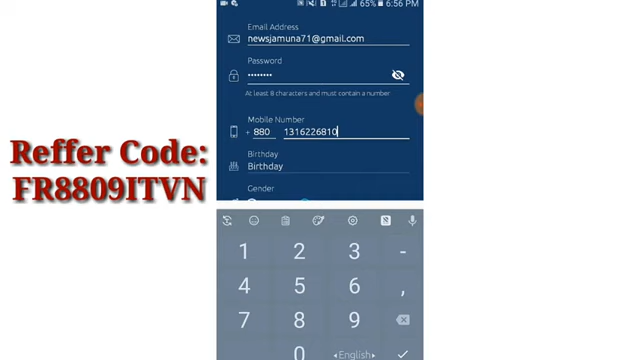 65% 6:56 PM
Email Address
newsjamuna71@gmail.com
Password
••••••••
At least 8 characters and must contain a number
Mobile Number
+ 880 1316226810
Birthday
Birthday
Gender
Reffer Code:
FR8809ITVN
1 2 3 -
4 5 6 ,
7 8 9
0 English